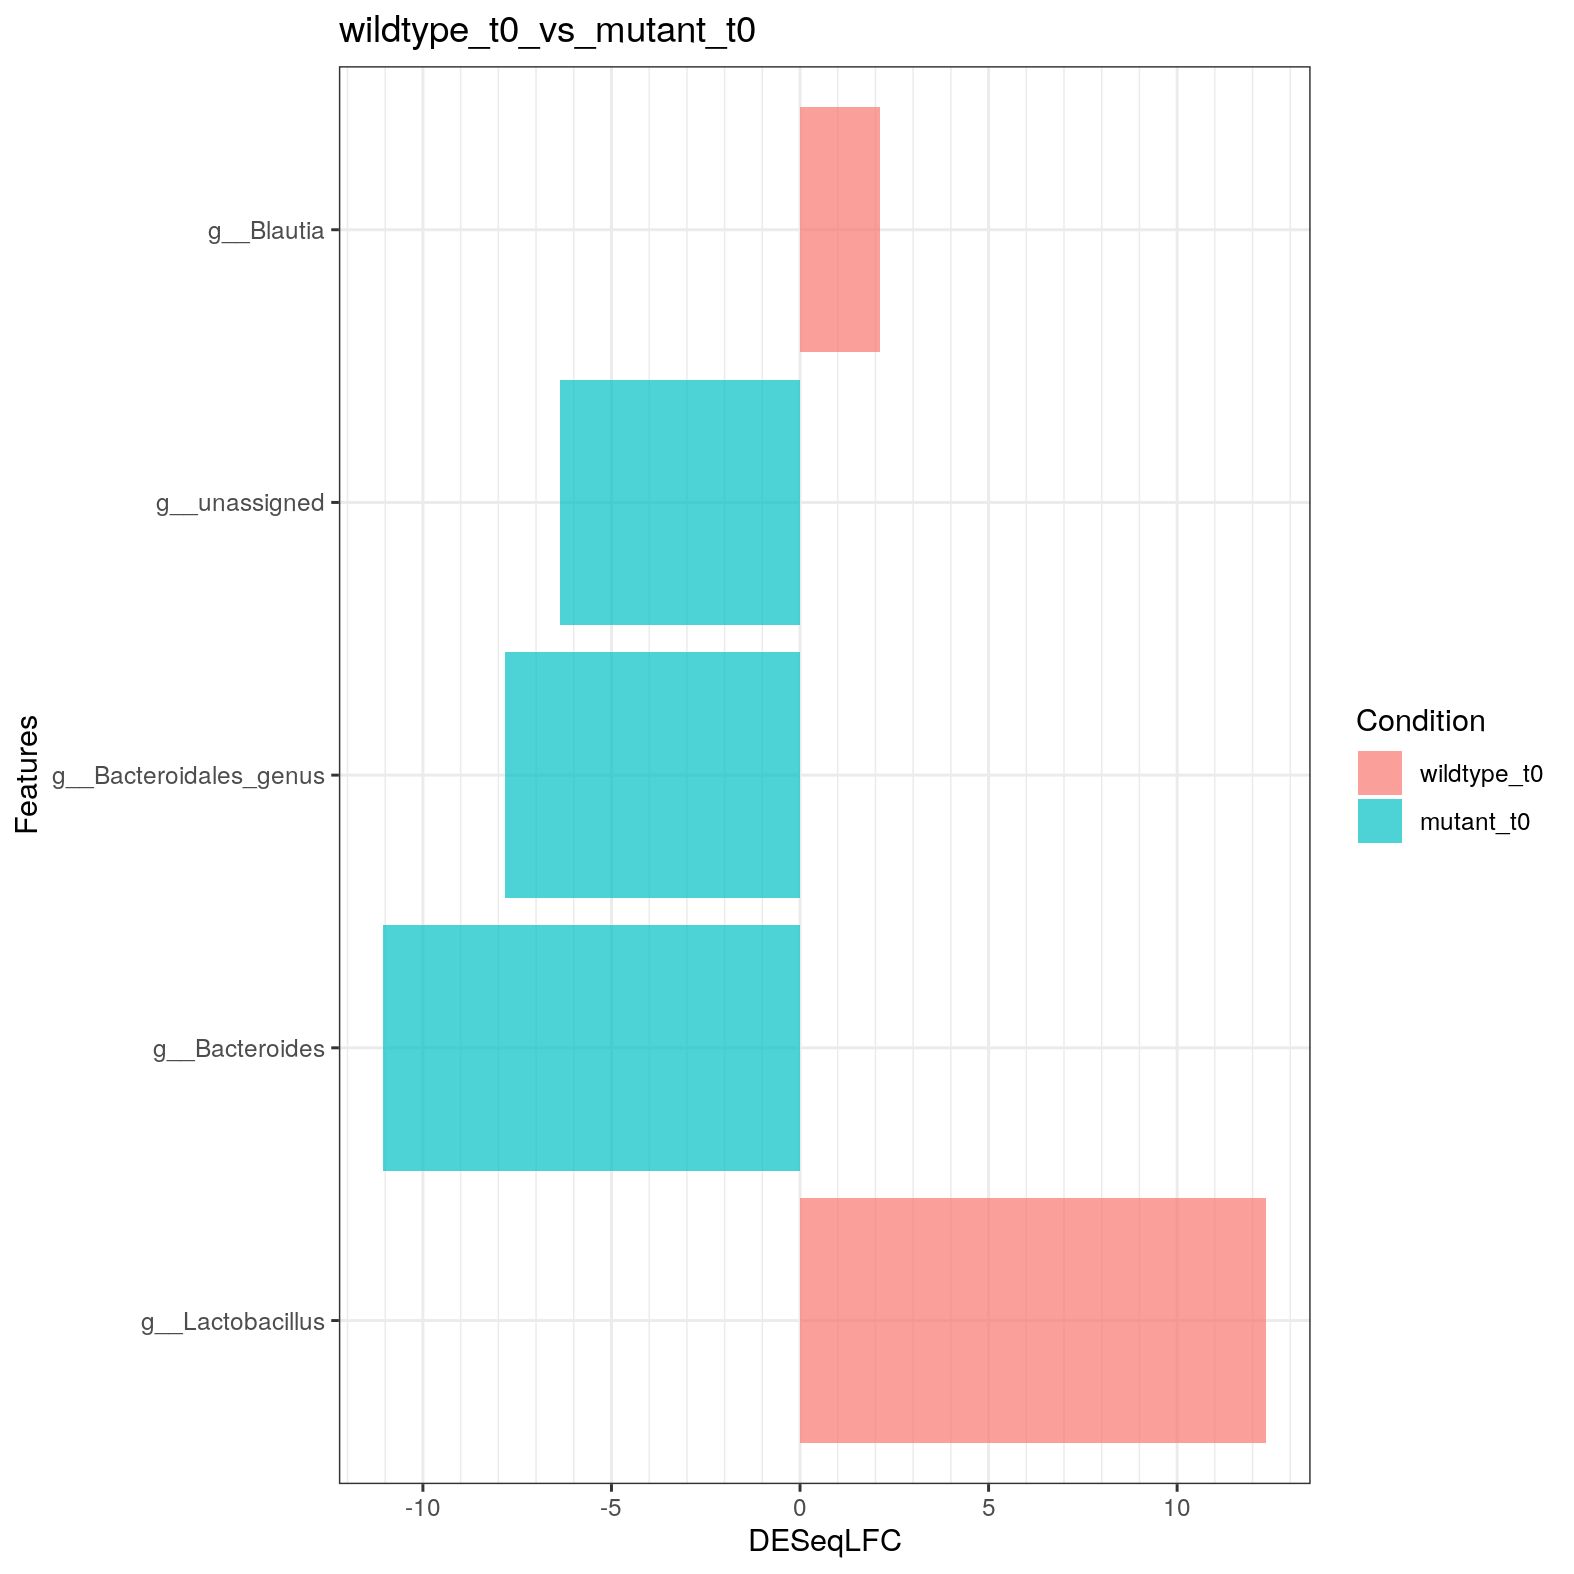 wildtype_t0_vs_mutant_t0
g__Blautia
g__unassigned
g__Bacteroidales_genus
g__Bacteroides
g__Lactobacillus
Features
-10 -5 0 5 10
DESeqLFC
Condition
wildtype_t0
mutant_t0